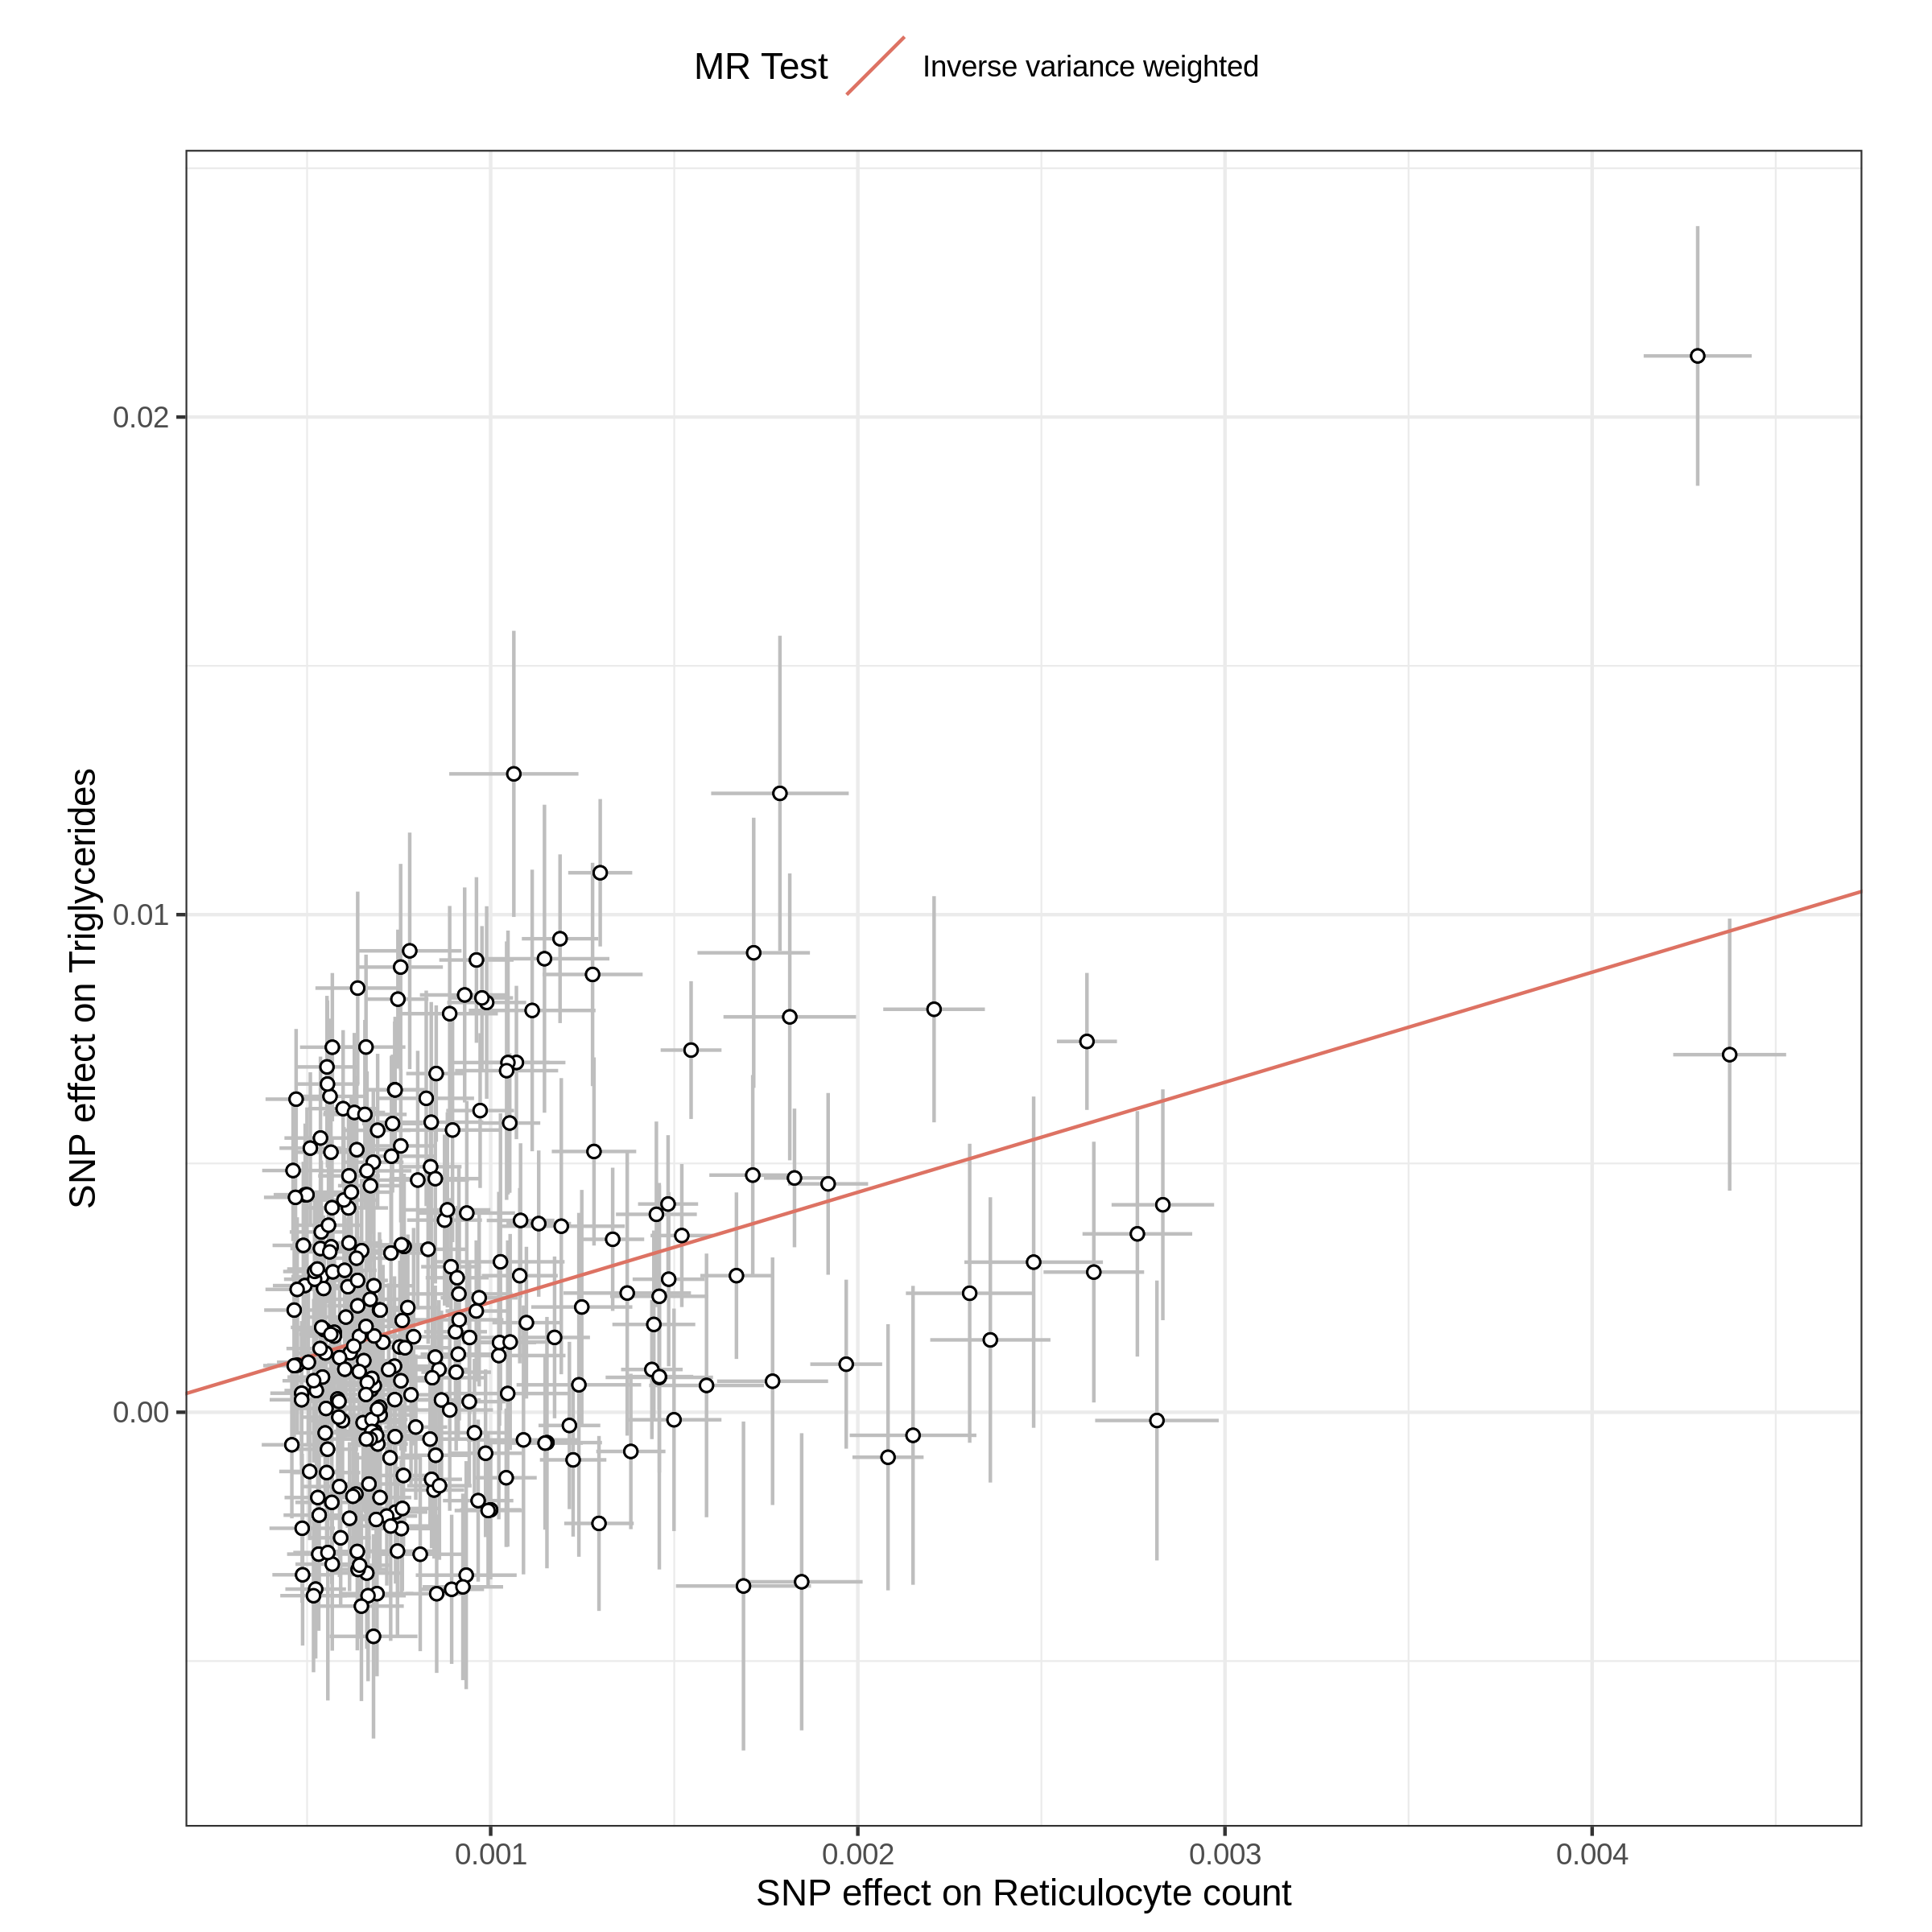 MR Test
Inverse variance weighted
SNP effect on Triglycerides
0.02
0.01
0.00
0.001 0.002 0.003 0.004
SNP effect on Reticulocyte count